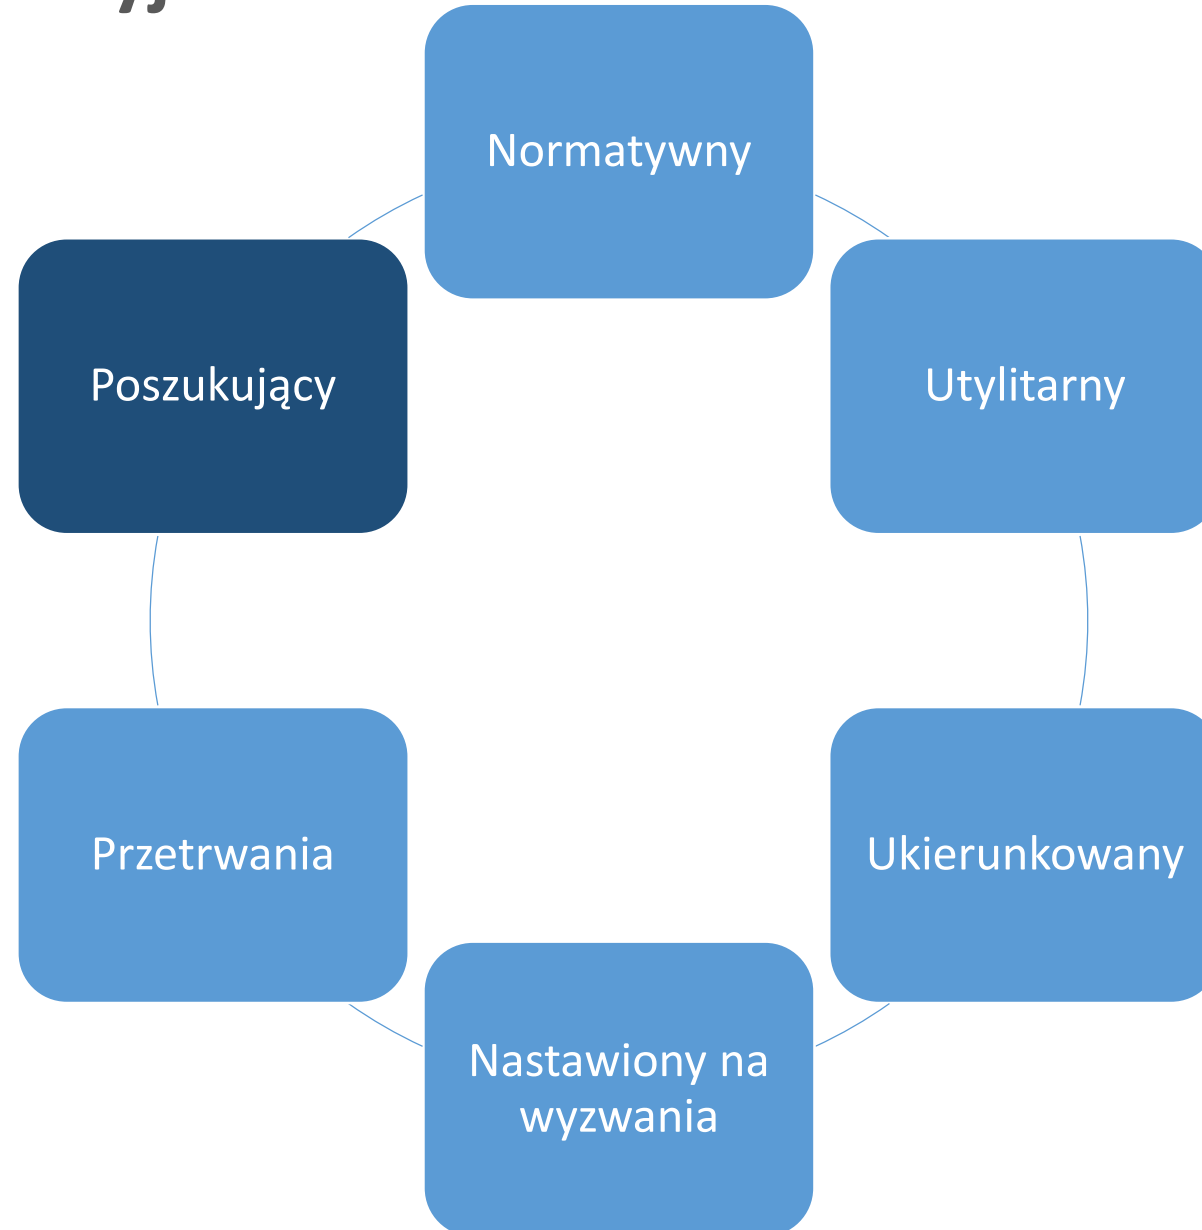 Normatywny
Utylitarny
Ukierunkowany
Nastawiony na
wyzwania
Przetrwania
Poszukujący